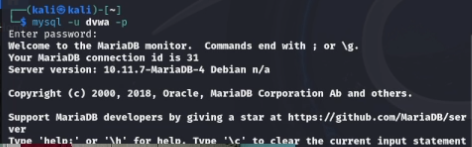 ┌──(kali㉿kali)-[~]
└─$ mysql -u dvwa -p
Enter password:
Welcome to the MariaDB monitor.  Commands end with ; or \g.
Your MariaDB connection id is 31
Server version: 10.11.7-MariaDB-4 Debian n/a
Copyright (c) 2000, 2018, Oracle, MariaDB Corporation Ab and others.
Support MariaDB developers by giving a star at https://github.com/MariaDB/ser
ver
Type 'help;' or '\h' for help. Type '\c' to clear the current input statement